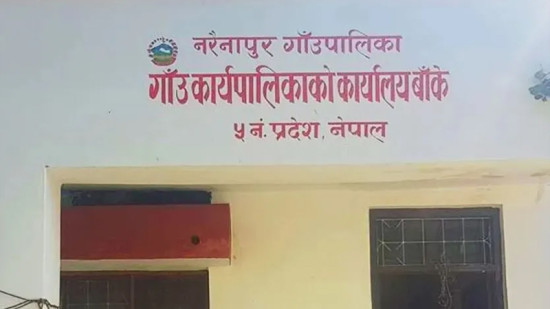 नरैनापुर गाँउपालिका
गाँउ कार्यपालिकाको कार्यालय बाँके
५ नं. प्रदेश, नेपाल